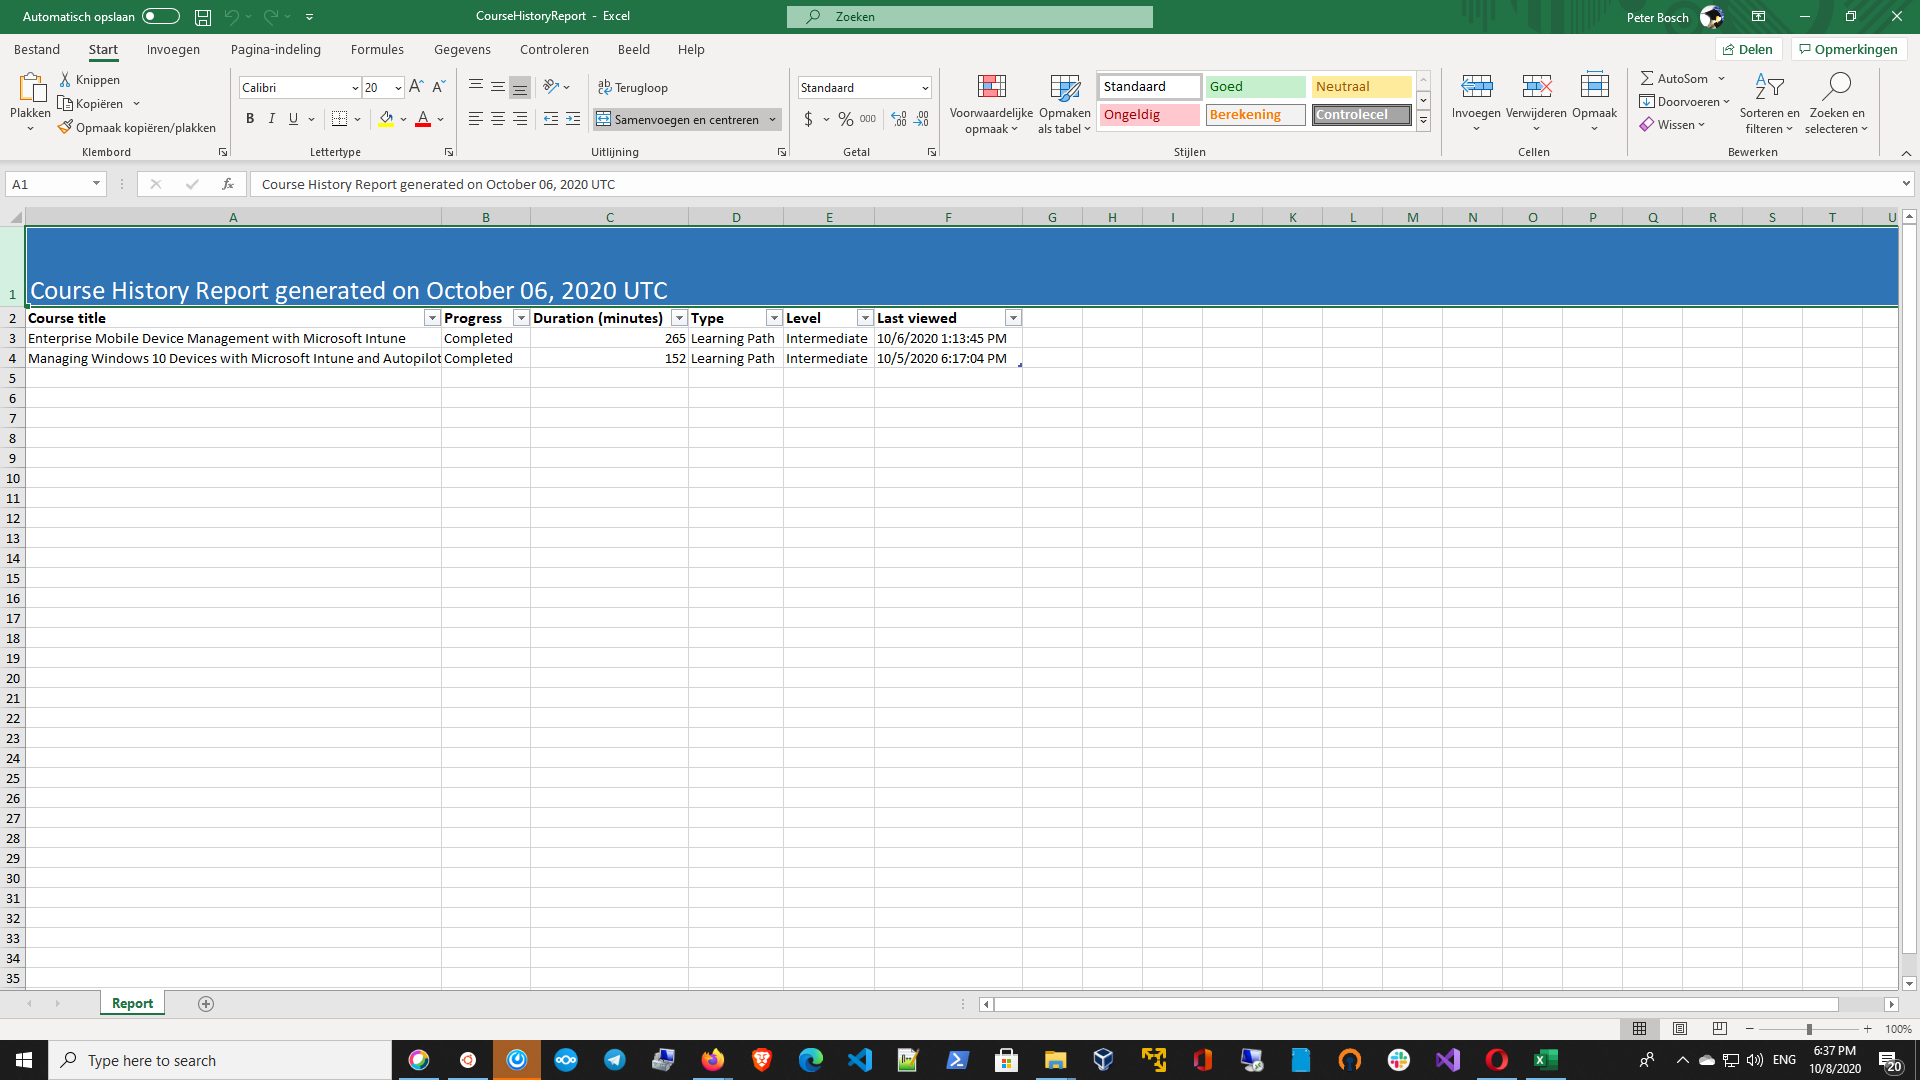 Automatisch opslaan
CourseHistoryReport - Excel
Zoeken
Peter Bosch
Bestand Start Invoegen Pagina-indeling Formules Gegevens Controleren Beeld Help
Delen Opmerkingen
Plakken
Knippen
Kopiëren
Opmaak kopiëren/plakken
Klembord
Calibri 20
B I U
Lettertype
Terugloop
Samenvoegen en centreren
Uitlijning
Standaard
$ % 000
Getal
Voorwaardelijke opmaak
Opmaken als tabel
Standaard Goed Neutraal
Ongeldig Berekening Controlecel
Stijlen
Invoegen Verwijderen Opmaak
Cellen
AutoSom
Doorvoeren
Wissen
Sorteren en filteren
Zoeken en selecteren
Bewerken
A1
fx
Course History Report generated on October 06, 2020 UTC
A B C D E F G H I J K L M N O P Q R S T U
1 Course History Report generated on October 06, 2020 UTC
2 Course title Progress Duration (minutes) Type Level Last viewed
3 Enterprise Mobile Device Management with Microsoft Intune Completed 265 Learning Path Intermediate 10/6/2020 1:13:45 PM
4 Managing Windows 10 Devices with Microsoft Intune and Autopilot Completed 152 Learning Path Intermediate 10/5/2020 6:17:04 PM
5
6
7
8
9
10
11
12
13
14
15
16
17
18
19
20
21
22
23
24
25
26
27
28
29
30
31
32
33
34
35
Report
100%
Type here to search
ENG
6:37 PM
10/8/2020
20